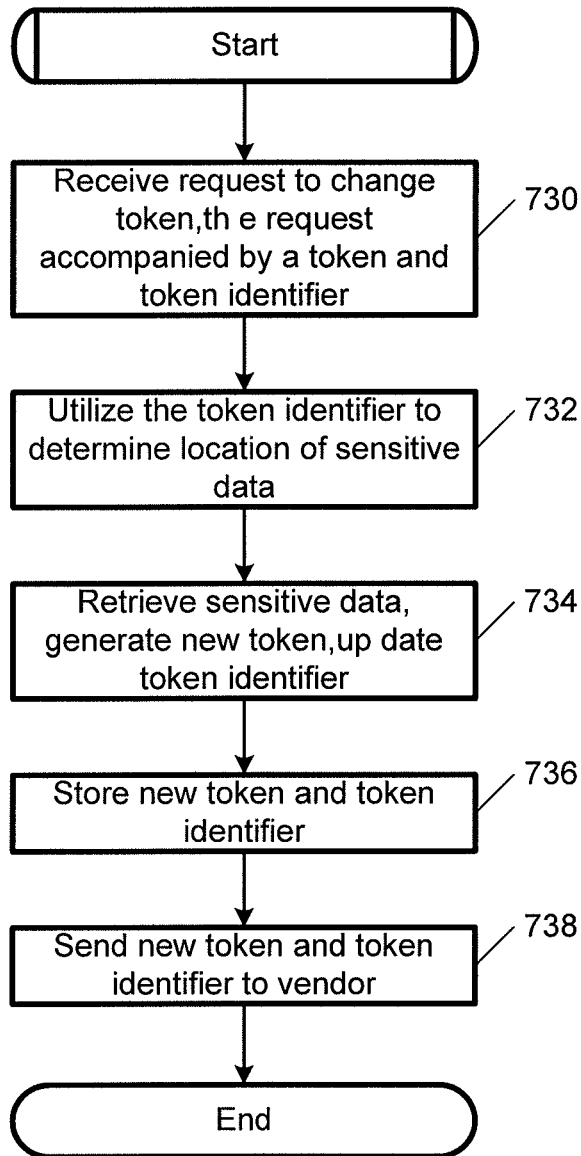 Start
Receive request to change
token,th e request
accompanied by a token and
token identifier
730
Utilize the token identifier to
determine location of sensitive
data
732
Retrieve sensitive data,
generate new token,up date
token identifier
734
Store new token and token
identifier
736
Send new token and token
identifier to vendor
738
End